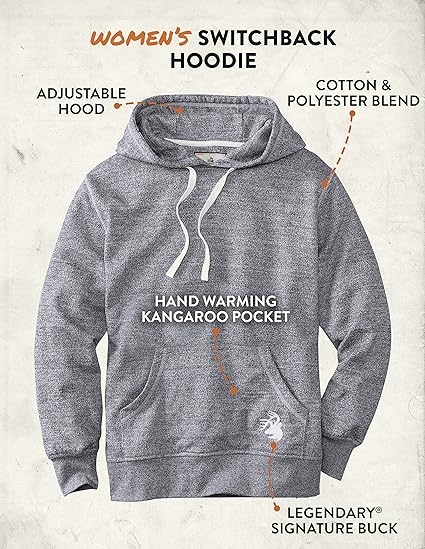 WOMEN'S SWITCHBACK
HOODIE
ADJUSTABLE
HOOD
COTTON &
POLYESTER BLEND
HAND WARMING
KANGAROO POCKET
LEGENDARY®
SIGNATURE BUCK